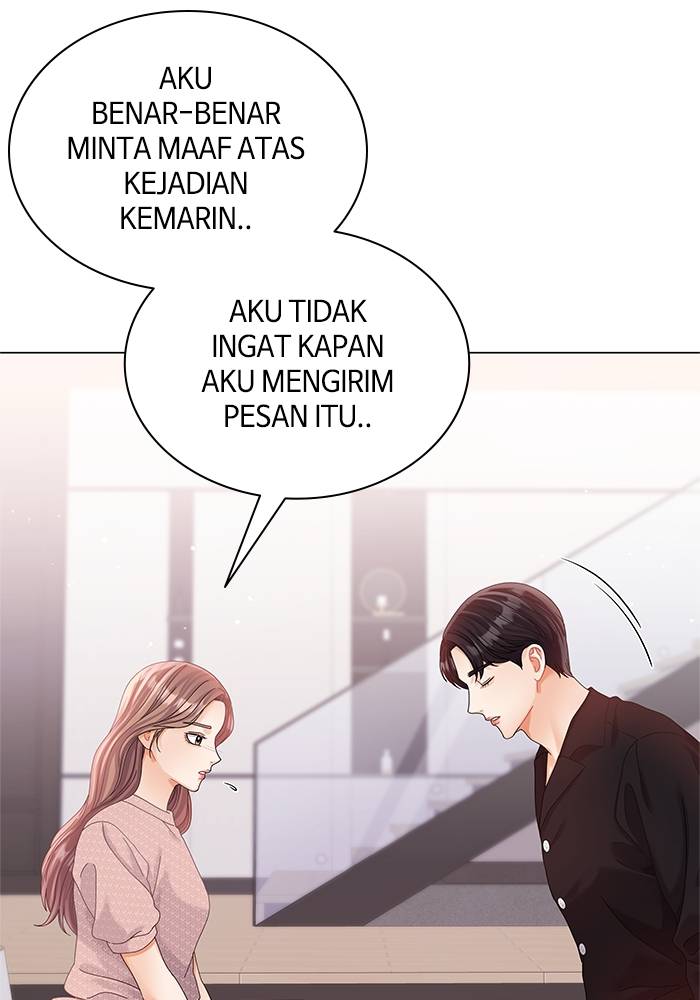 AKU
BENAR-BENAR
MINTA MAAF ATAS
KEJADIAN
KEMARIN..
AKU TIDAK
INGAT KAPAN
AKU MENGIRIM
PESAN ITU..